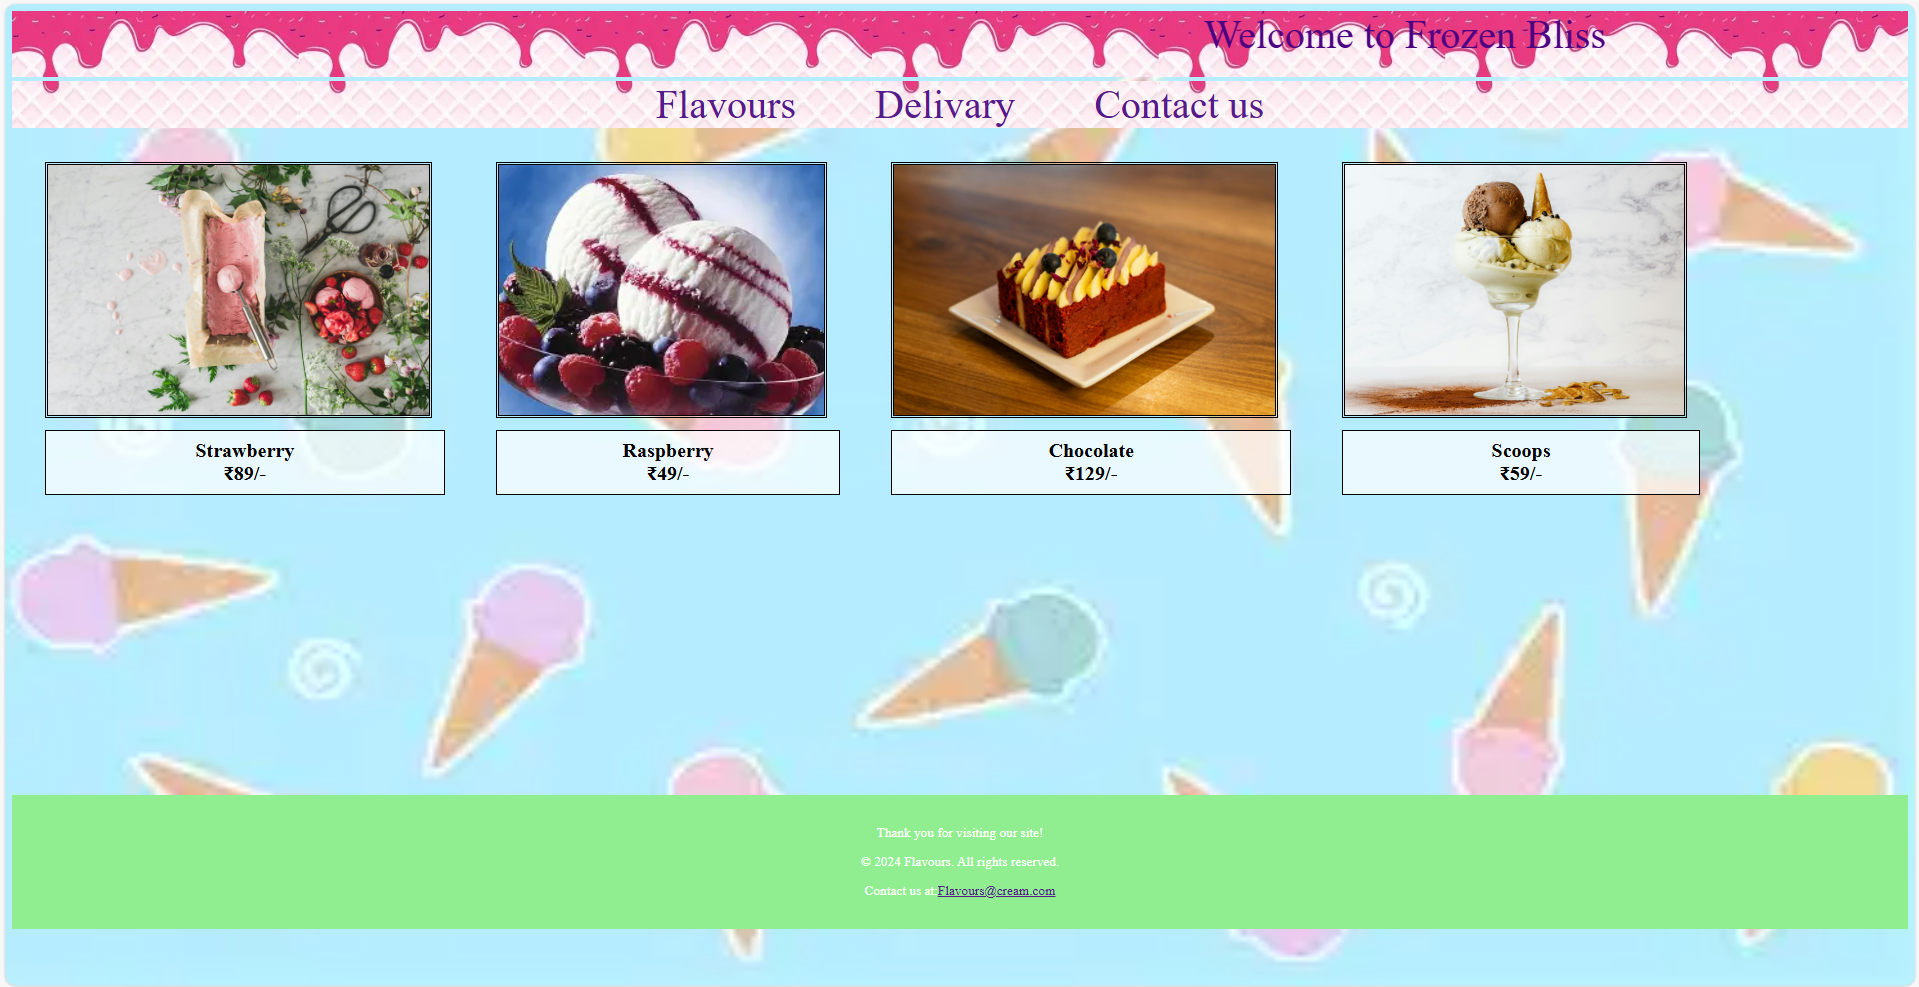 Welcome to Frozen Bliss
Flavours Delivary Contact us
Strawberry
₹89/-
Raspberry
₹49/-
Chocolate
₹129/-
Scoops
₹59/-
Thank you for visiting our site!
© 2024 Flavours. All rights reserved.
Contact us at:Flavours@cream.com